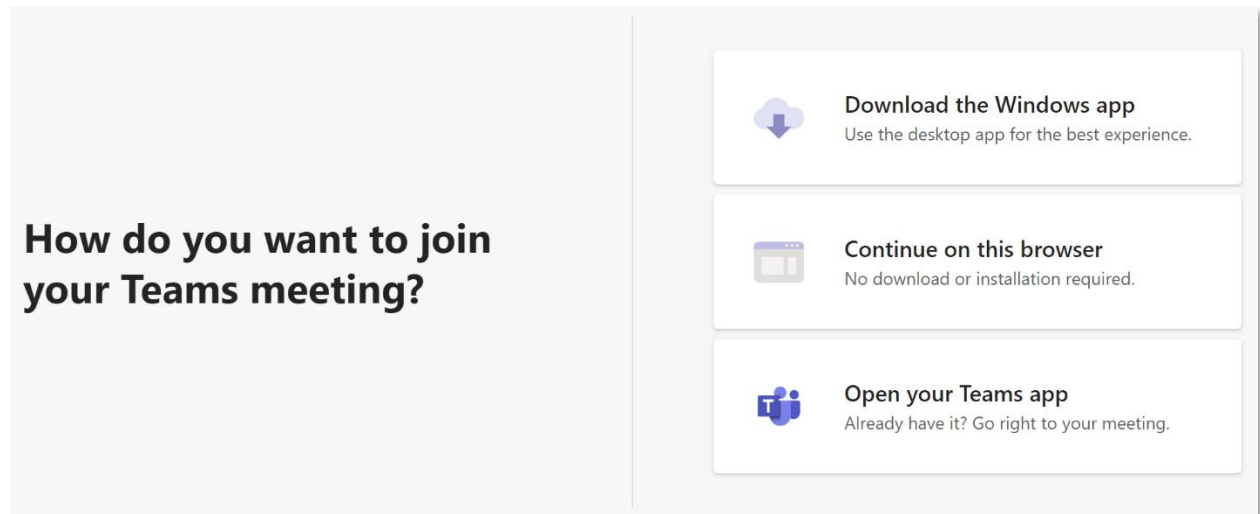 How do you want to join
your Teams meeting?
Download the Windows app
Use the desktop app for the best experience.
Continue on this browser
No download or installation required.
T
Open your Teams app
Already have it? Go right to your meeting.